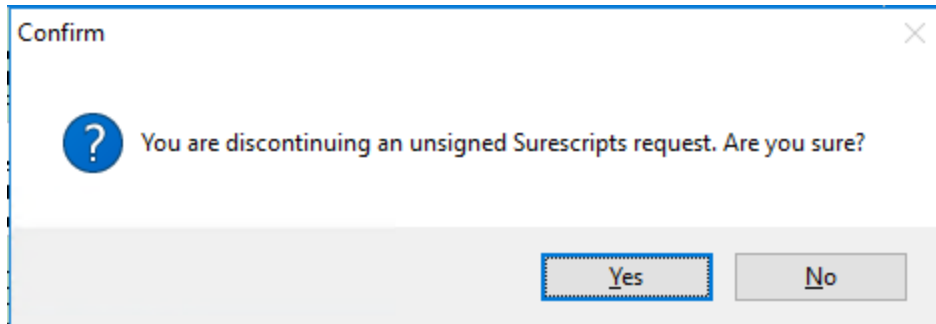 Confirm
You are discontinuing an unsigned Surescripts request. Are you sure?
Yes
No